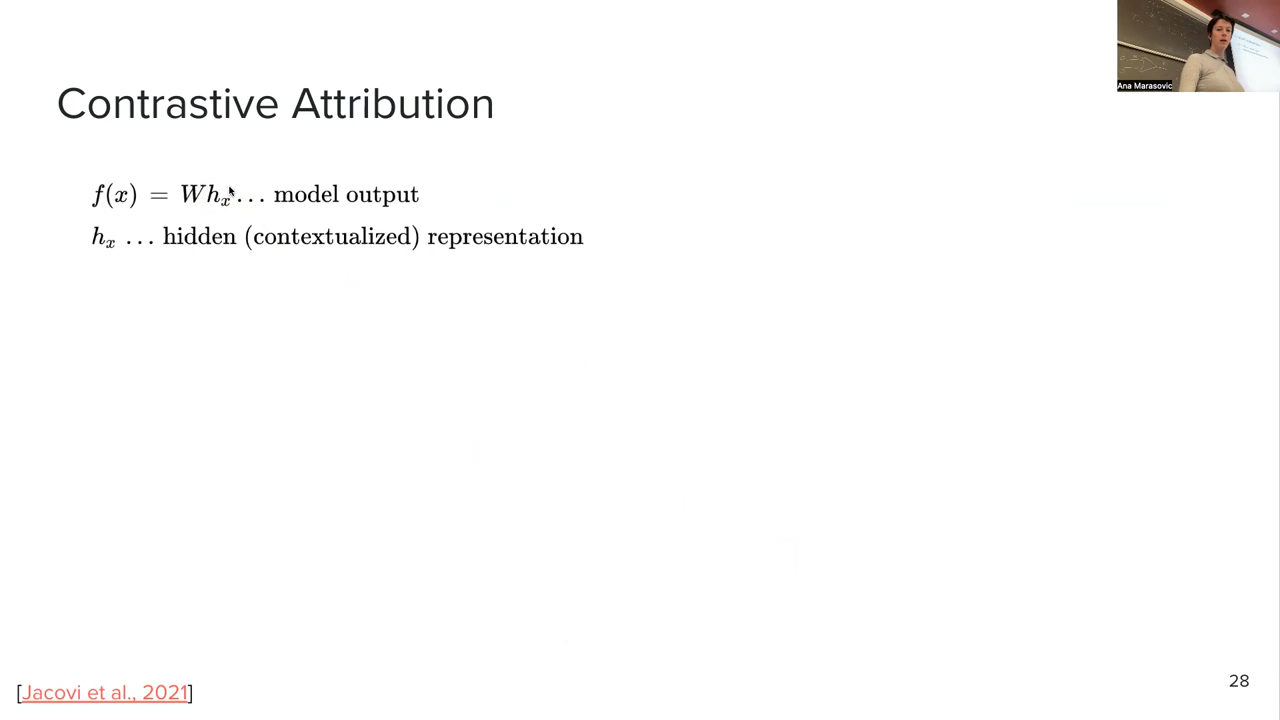 Ana Marasovic
Contrastive Attribution
f(x) = Wh_x ... model output
h_x ... hidden (contextualized) representation
[Jacovi et al., 2021]
28